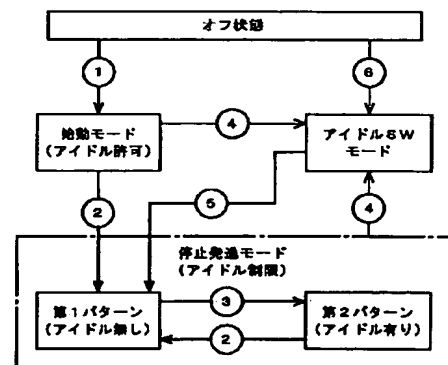 オフ状態
①
⑥
始動モード
(アイドル許可)
④
アイドルSW
モード
②
⑤
④
停止発進モード
(アイドル制限)
第1パターン
(アイドル無し)
③
第2パターン
(アイドル有り)
②